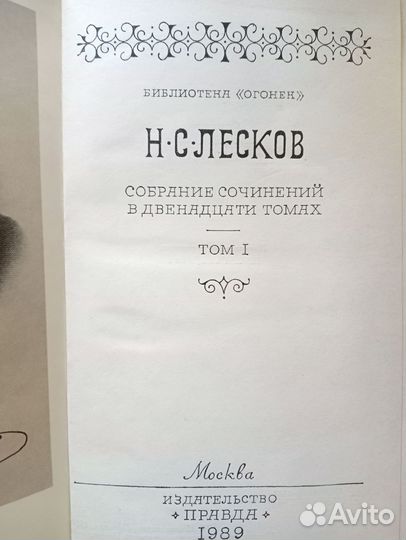 БИБЛИОТЕКА «ОГОНЕК»
Н·С·ЛЕСКОВ
СОБРАНИЕ СОЧИНЕНИЙ
В ДВЕНАДЦАТИ ТОМАХ
ТОМ I
Москва
ИЗДАТЕЛЬСТВО
ПРАВДА
1989
Avito